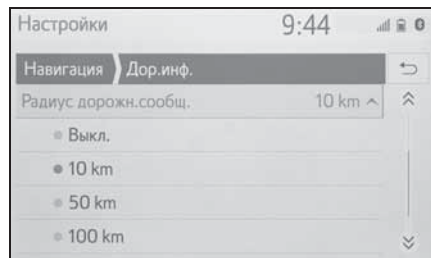 Настройки 9:44
Навигация Дор.инф.
Радиус дорожн.сообщ. 10 km
Выкл.
10 km
50 km
100 km